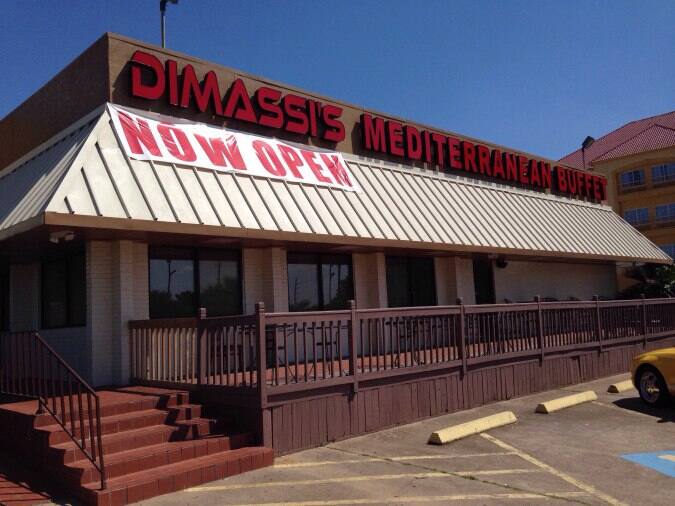 DIMASSI'S MEDITERRANEAN BUFFET
NOW OPEN